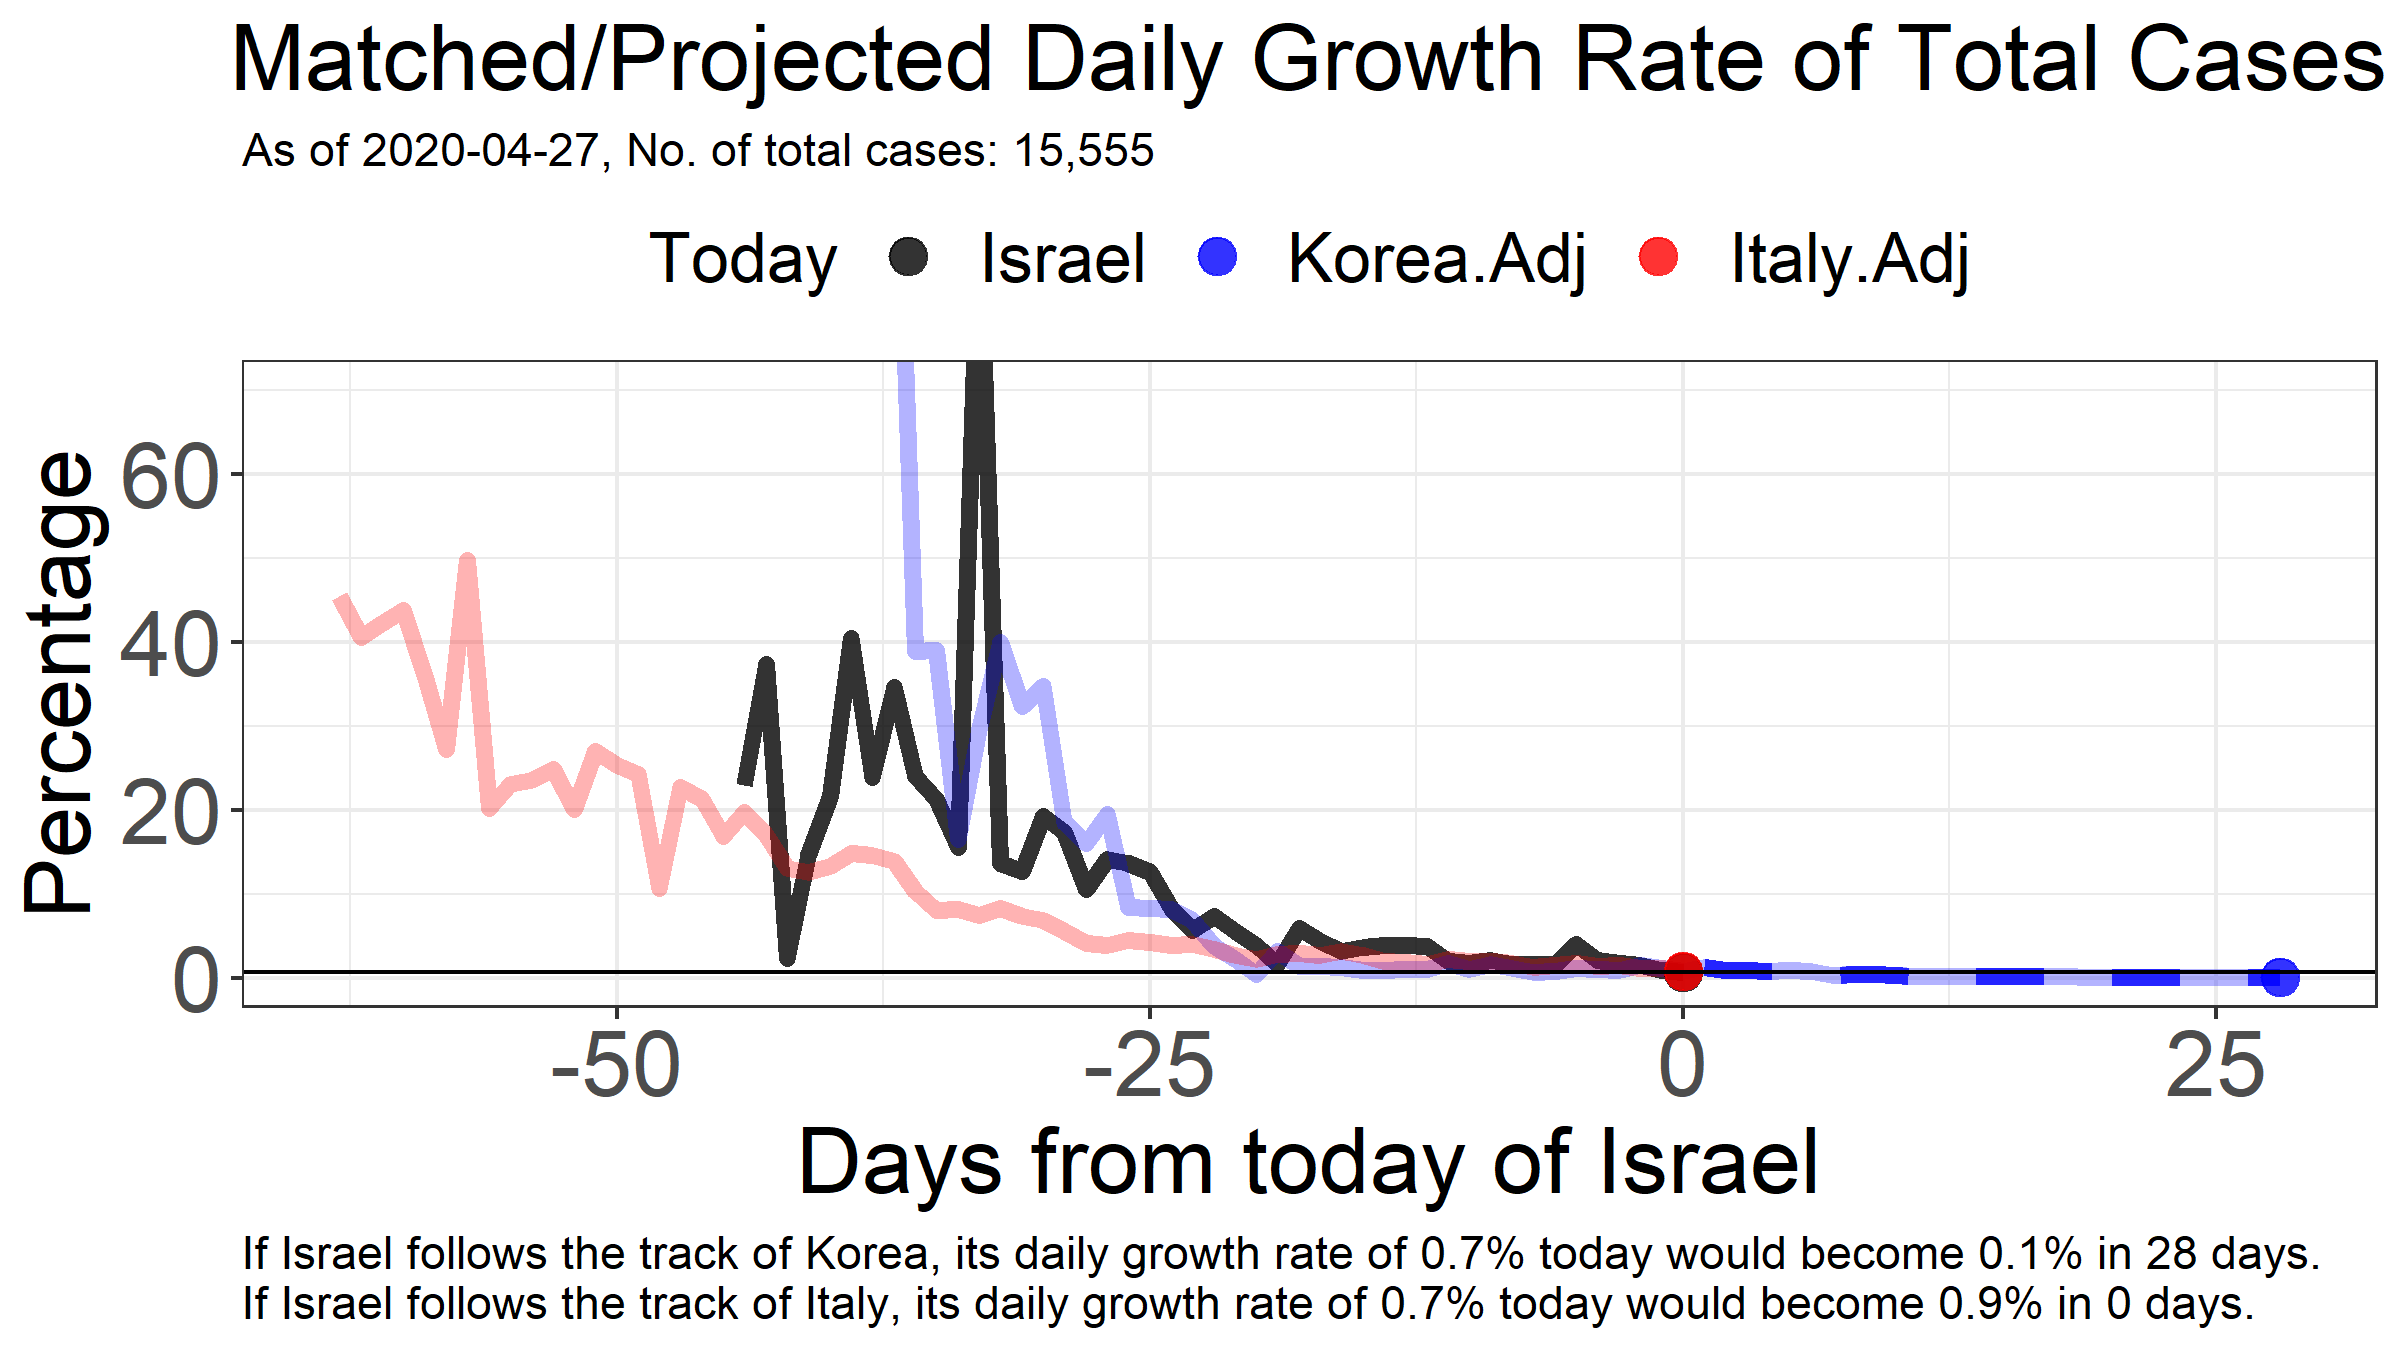 Matched/Projected Daily Growth Rate of Total Cases
As of 2020-04-27, No. of total cases: 15,555
Today Israel Korea.Adj Italy.Adj
Percentage
60
40
20
0
-50 -25 0 25
Days from today of Israel
If Israel follows the track of Korea, its daily growth rate of 0.7% today would become 0.1% in 28 days.
If Israel follows the track of Italy, its daily growth rate of 0.7% today would become 0.9% in 0 days.